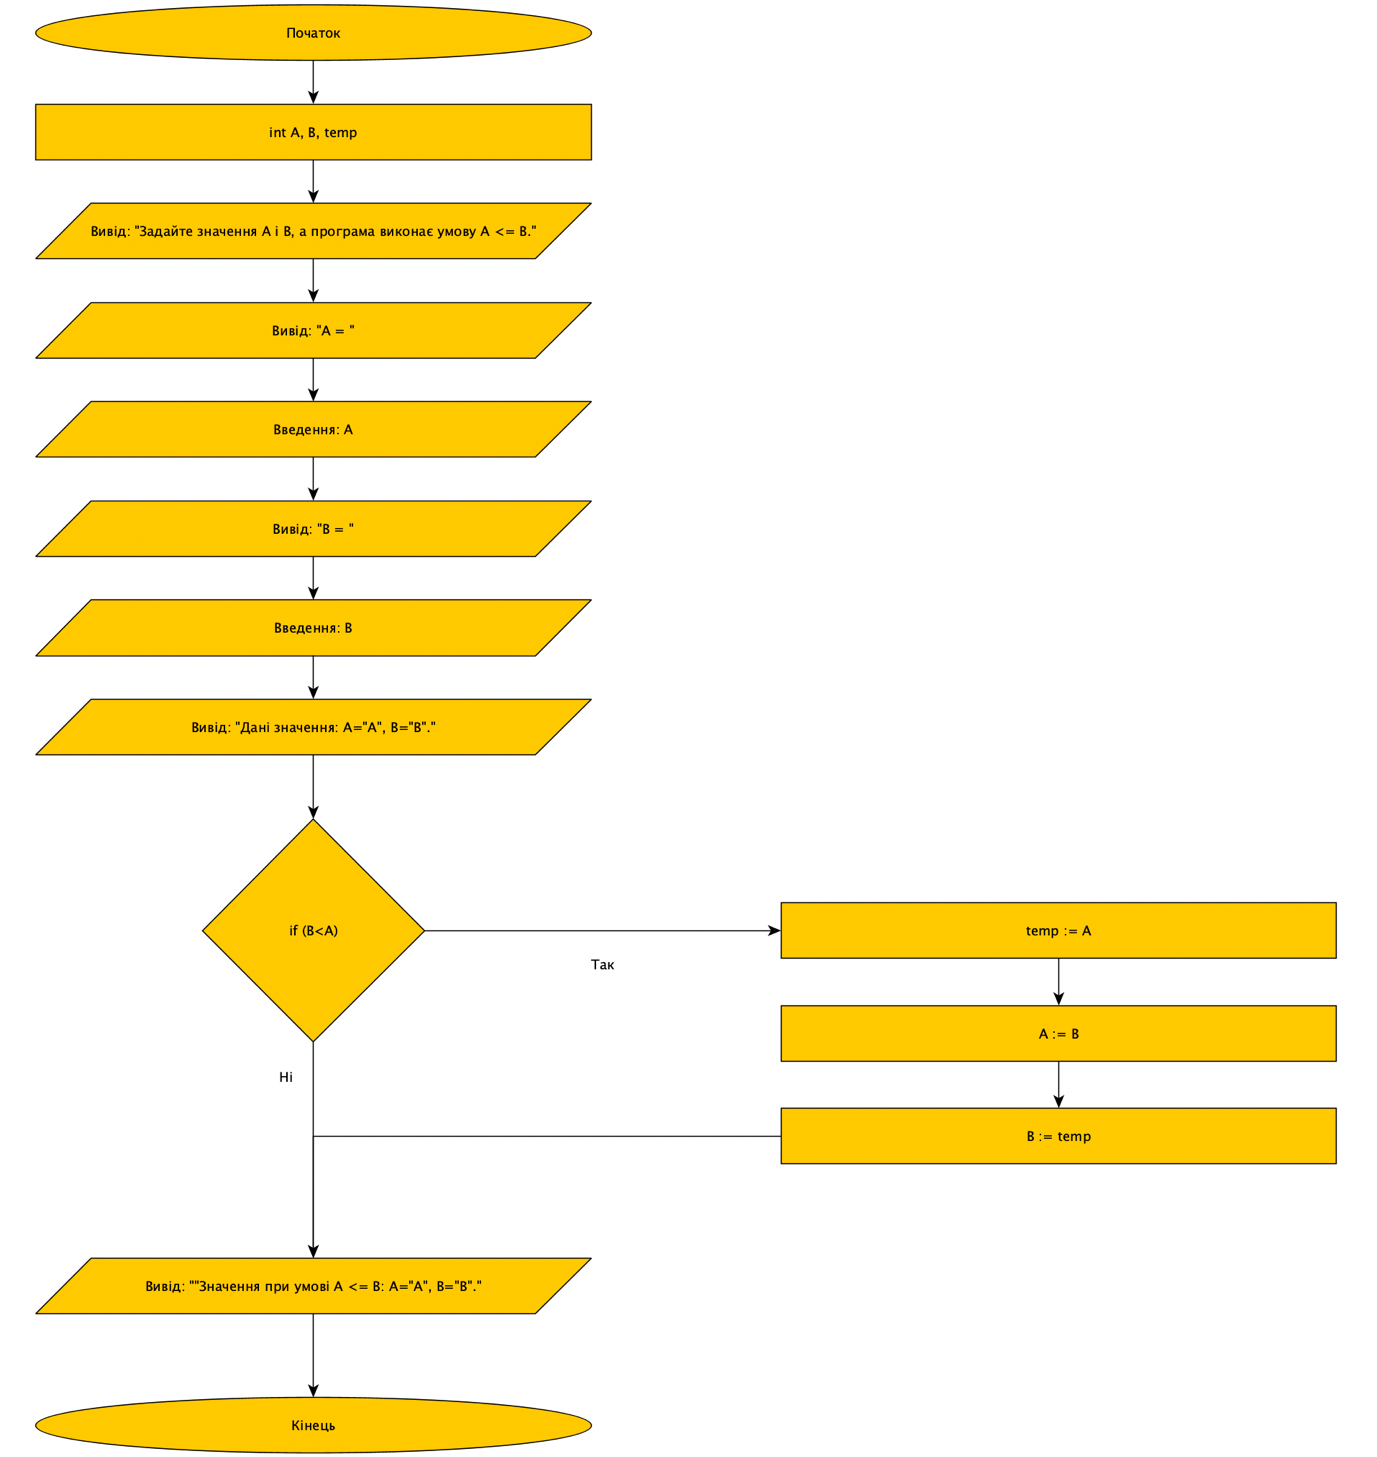 Початок
int A, B, temp
Вивід: "Задайте значення A і B, а програма виконає умову A <= B."
Вивід: "A = "
Введення: A
Вивід: "B = "
Введення: B
Вивід: "Дані значення: A="A", B="B"."
if (B<A)
Так
temp := A
A := B
Ні
B := temp
Вивід: ""Значення при умові A <= B: A="A", B="B"."
Кінець